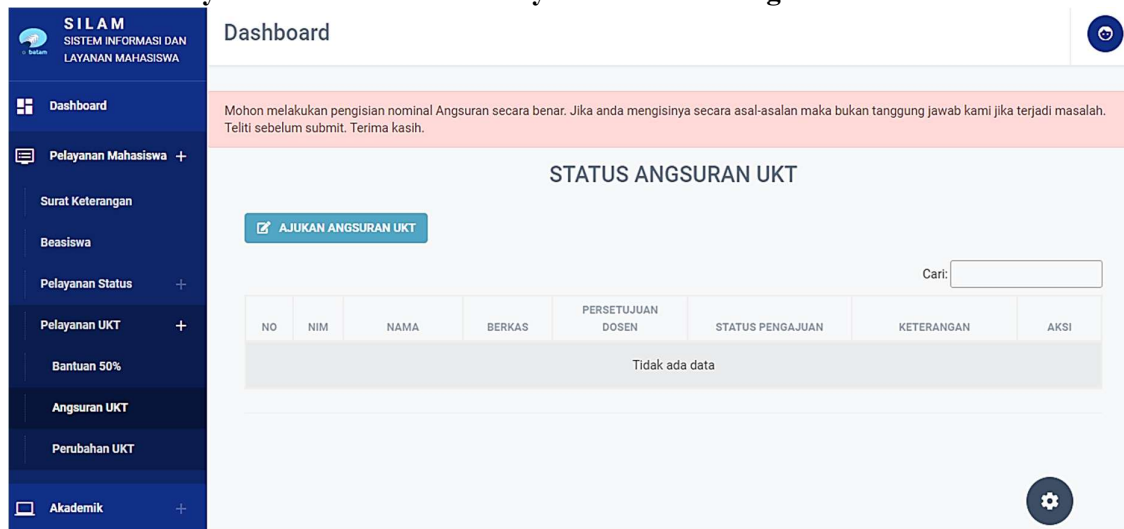 SILAM
SISTEM INFORMASI DAN
LAYANAN MAHASISWA
batam
Dashboard
Pelayanan Mahasiswa +
Surat Keterangan
Beasiswa
Pelayanan Status +
Pelayanan UKT +
Bantuan 50%
Angsuran UKT
Perubahan UKT
Akademik +
Dashboard
Mohon melakukan pengisian nominal Angsuran secara benar. Jika anda mengisinya secara asal-asalan maka bukan tanggung jawab kami jika terjadi masalah.
Teliti sebelum submit. Terima kasih.
STATUS ANGSURAN UKT
AJUKAN ANGSURAN UKT
Cari:
NO NIM NAMA BERKAS PERSETUJUAN DOSEN STATUS PENGAJUAN KETERANGAN AKSI
Tidak ada data